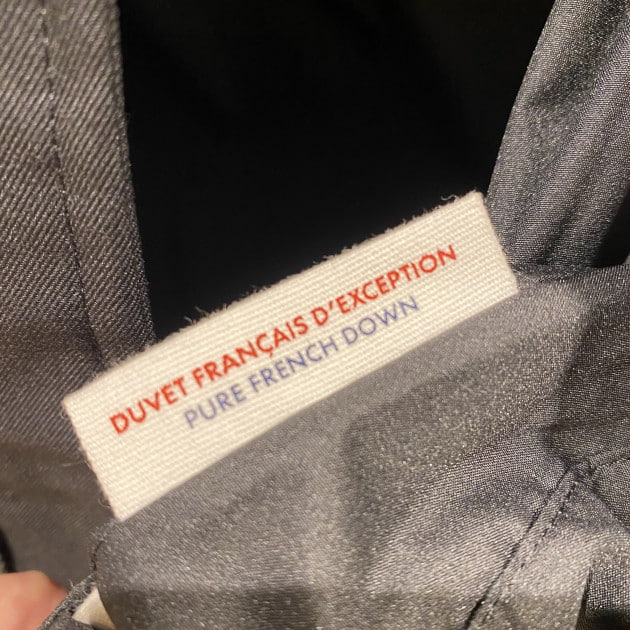 DUVET FRANÇAIS D'EXCEPTION
PURE FRENCH DOWN